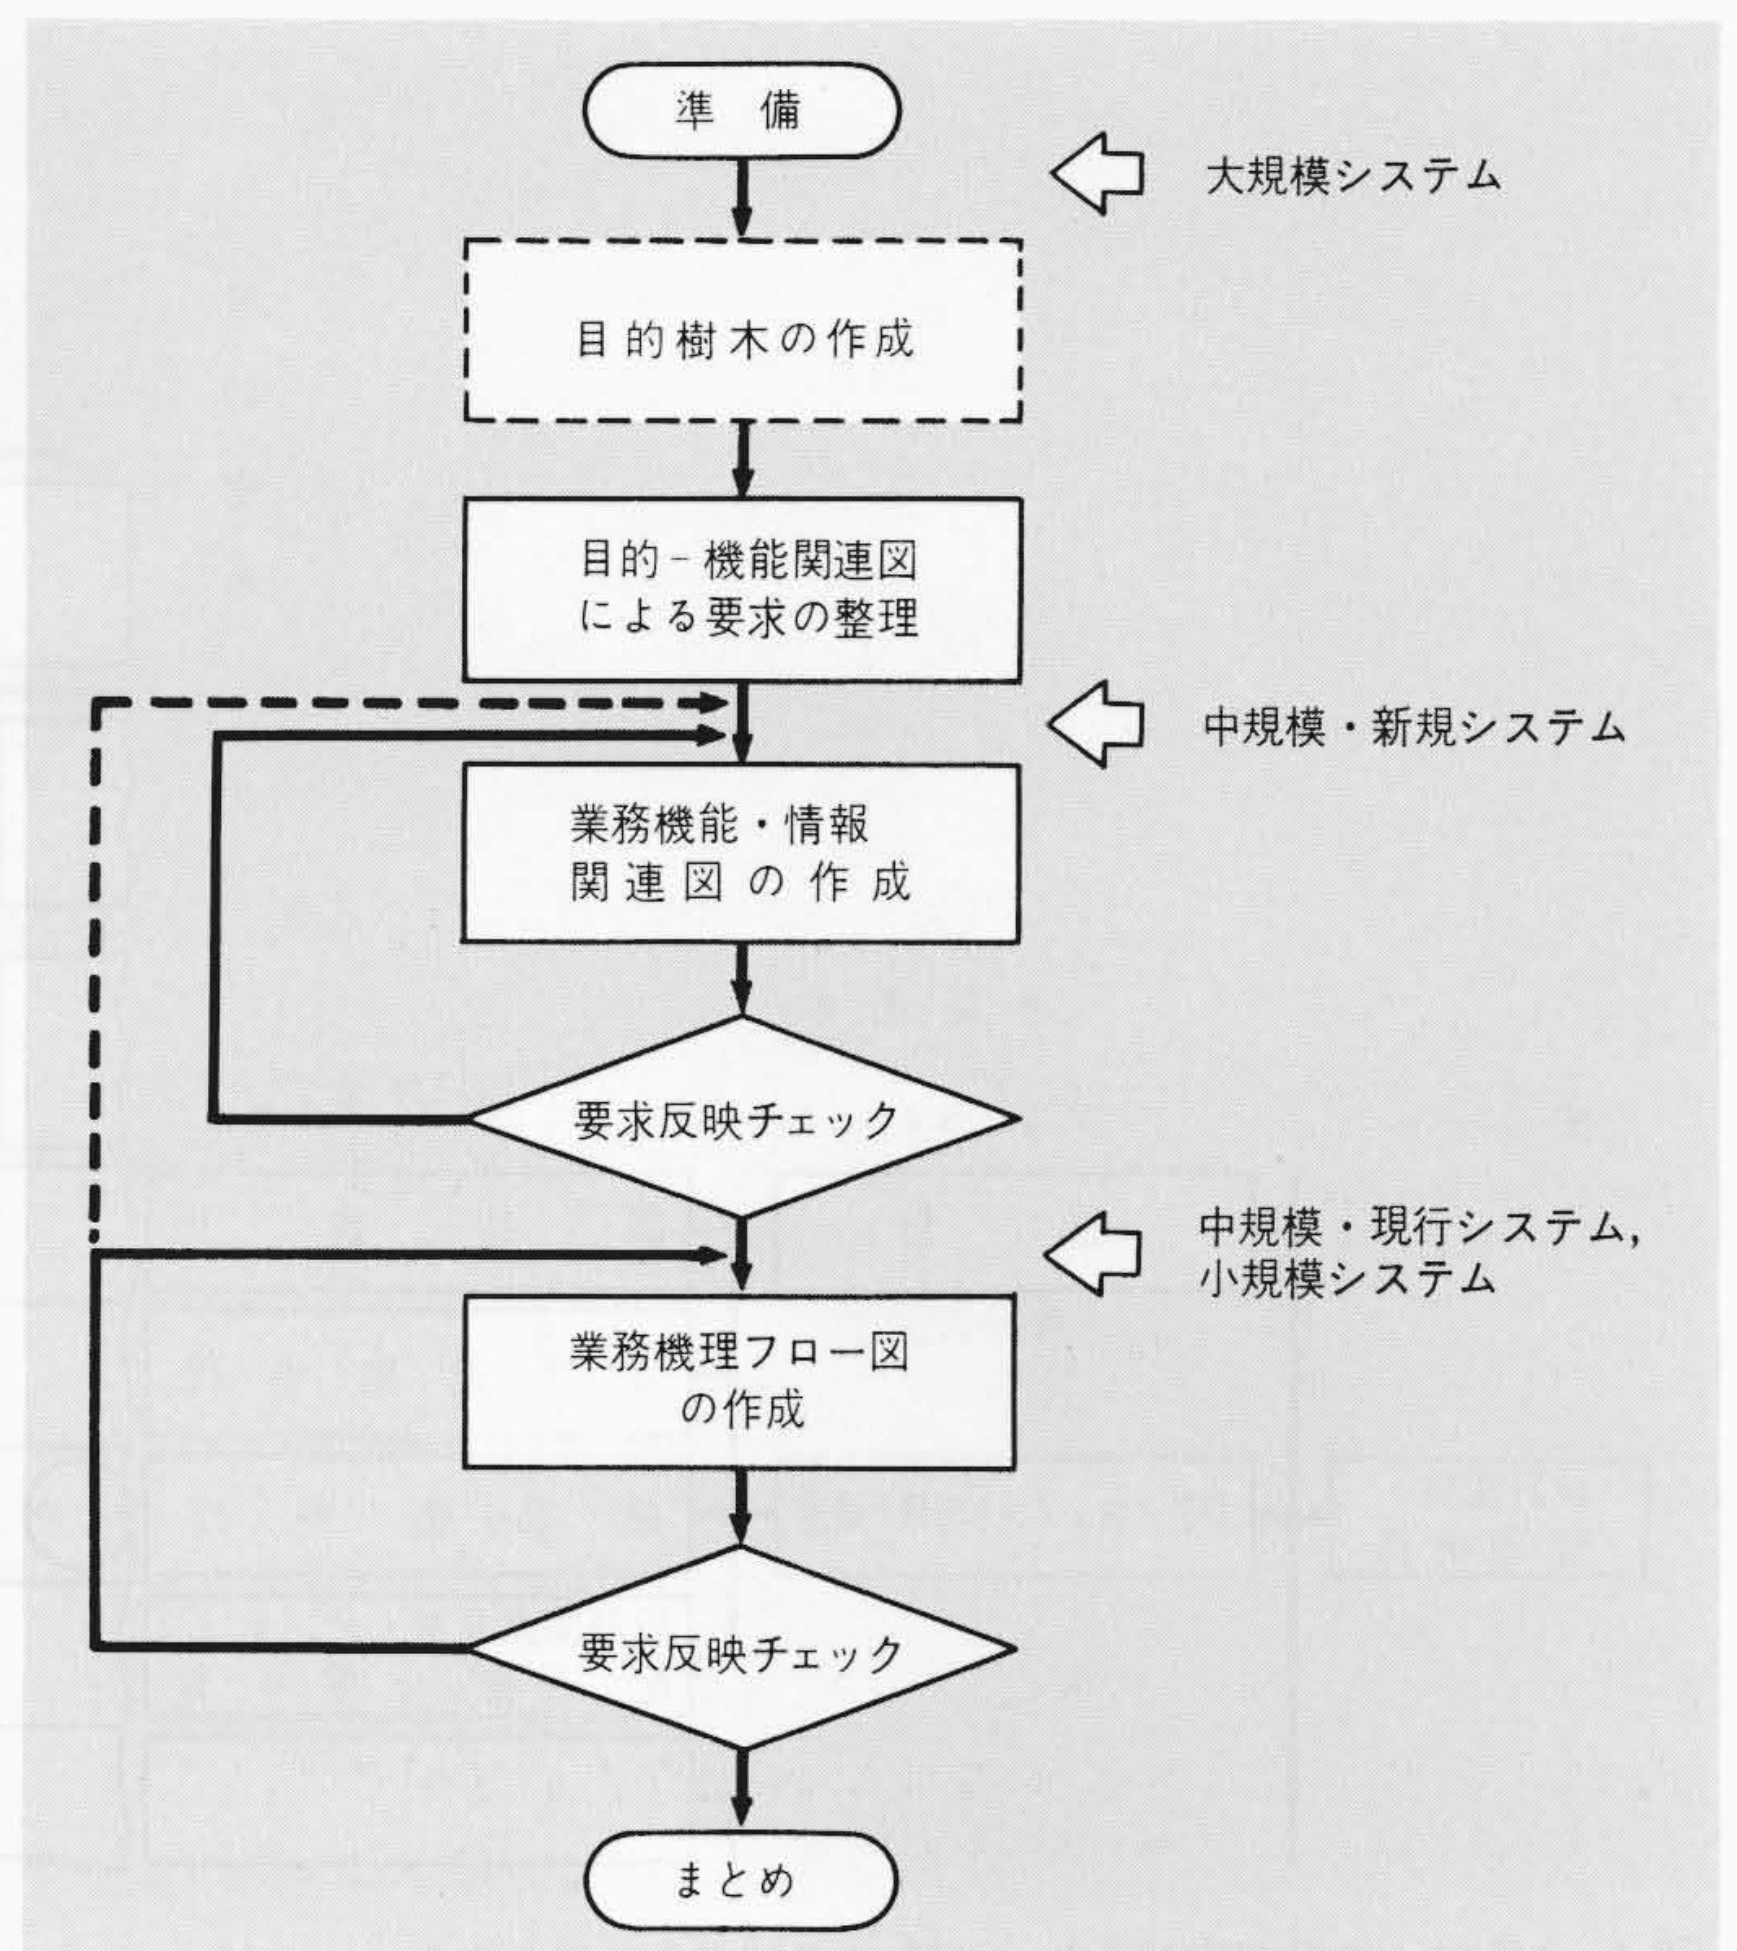 準 備
大規模システム
目的樹木の作成
目的-機能関連図
による要求の整理
中規模・新規システム
業務機能・情報
関連図の作成
要求反映チェック
中規模・現行システム,
小規模システム
業務機理フロー図
の作成
要求反映チェック
まとめ